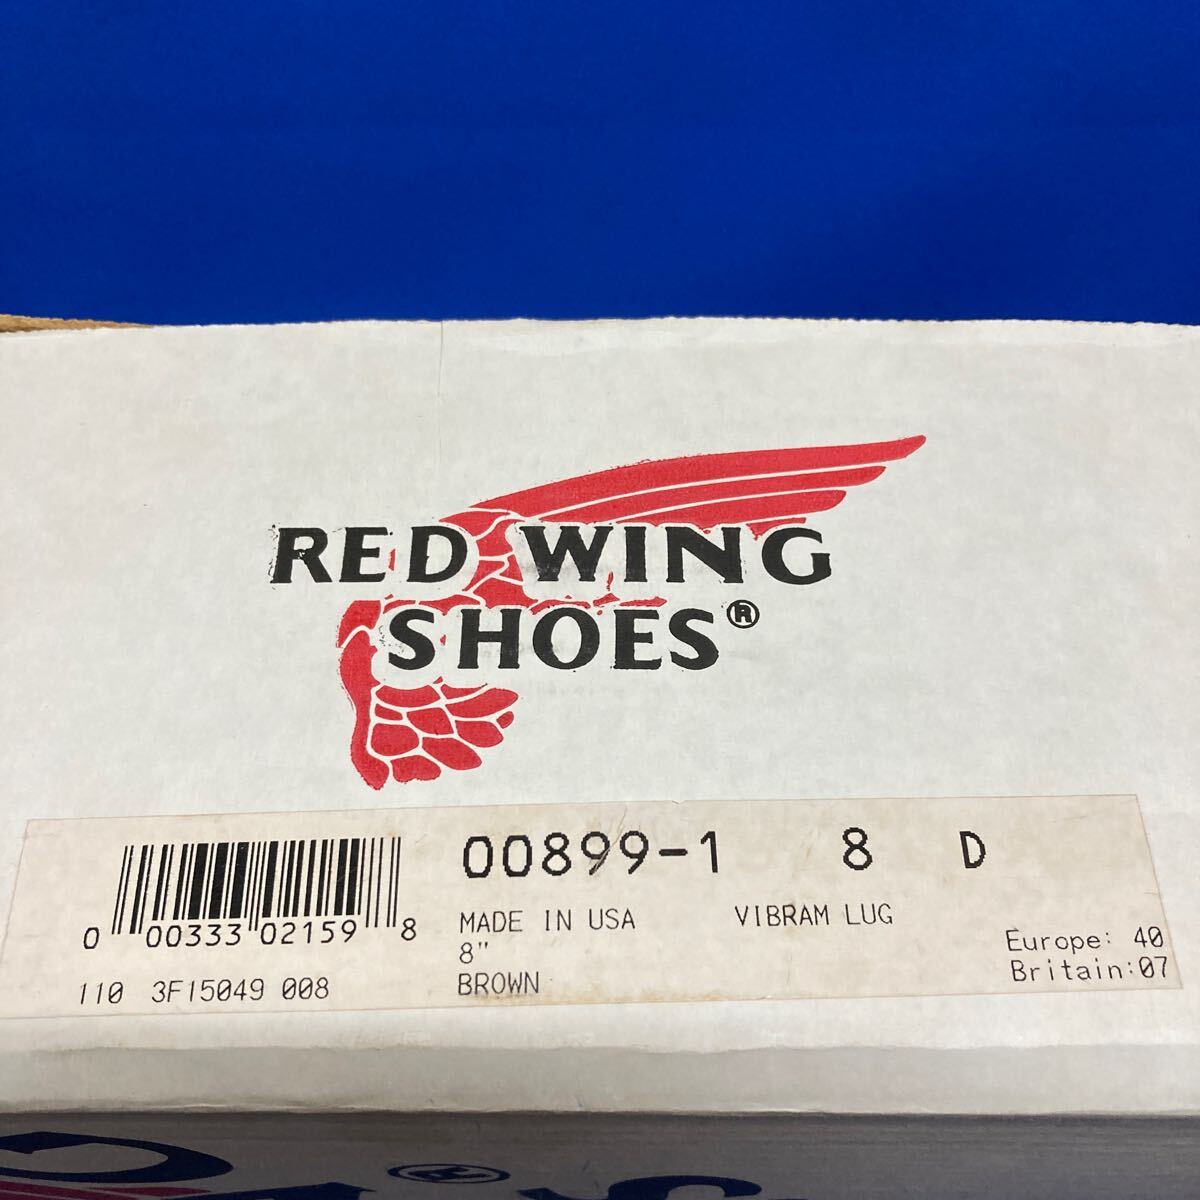 RED WING
SHOES®
00899-1 8 D
0 00333 02159 8
MADE IN USA VIBRAM LUG
8"
BROWN
Europe: 40
Britain:07
110 3F15049 008
®